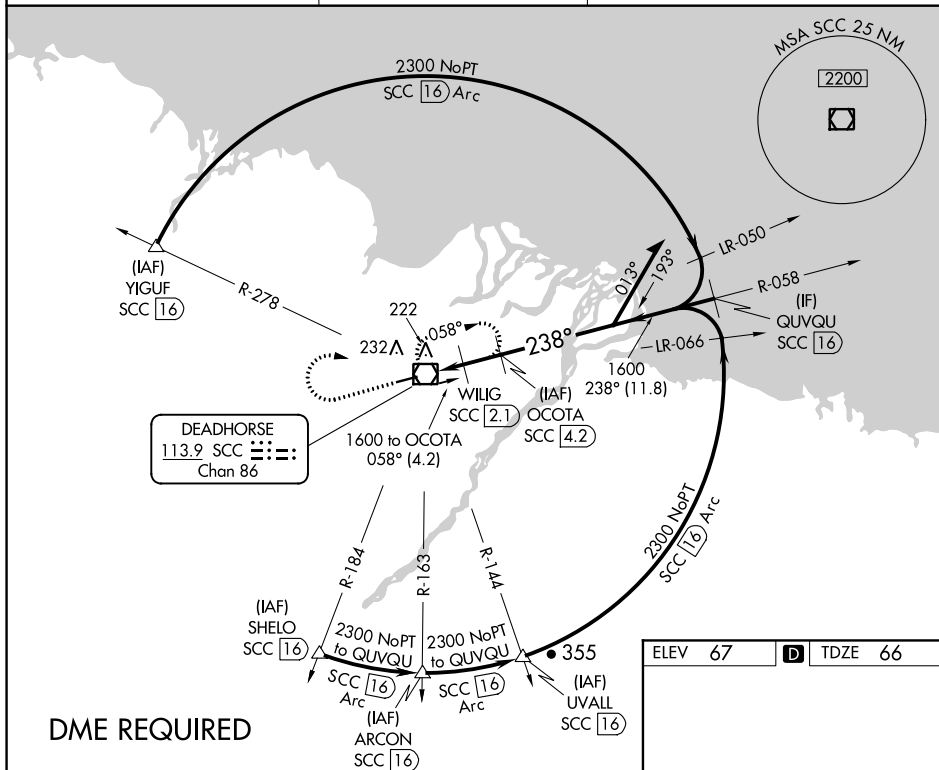 MSA SCC 25 NM
2200
2300 NoPT
SCC 16 Arc
(IAF)
YIGUF
SCC 16
R-278
LR-050
013°
193°
R-058
(IF)
QUVQU
SCC 16
LR-066
222
232
058°
238°
1600
238° (11.8)
WILIG
SCC 2.1
(IAF)
OCOTA
SCC 4.2
DEADHORSE
113.9 SCC
Chan 86
1600 to OCOTA
058° (4.2)
R-184
R-163
R-144
2300 NoPT
SCC 16 Arc
(IAF)
SHELO
SCC 16
2300 NoPT
to QUVQU
SCC 16
Arc
2300 NoPT
to QUVQU
SCC 16
Arc
355
(IAF)
ARCON
SCC 16
(IAF)
UVALL
SCC 16
ELEV 67 D TDZE 66
DME REQUIRED